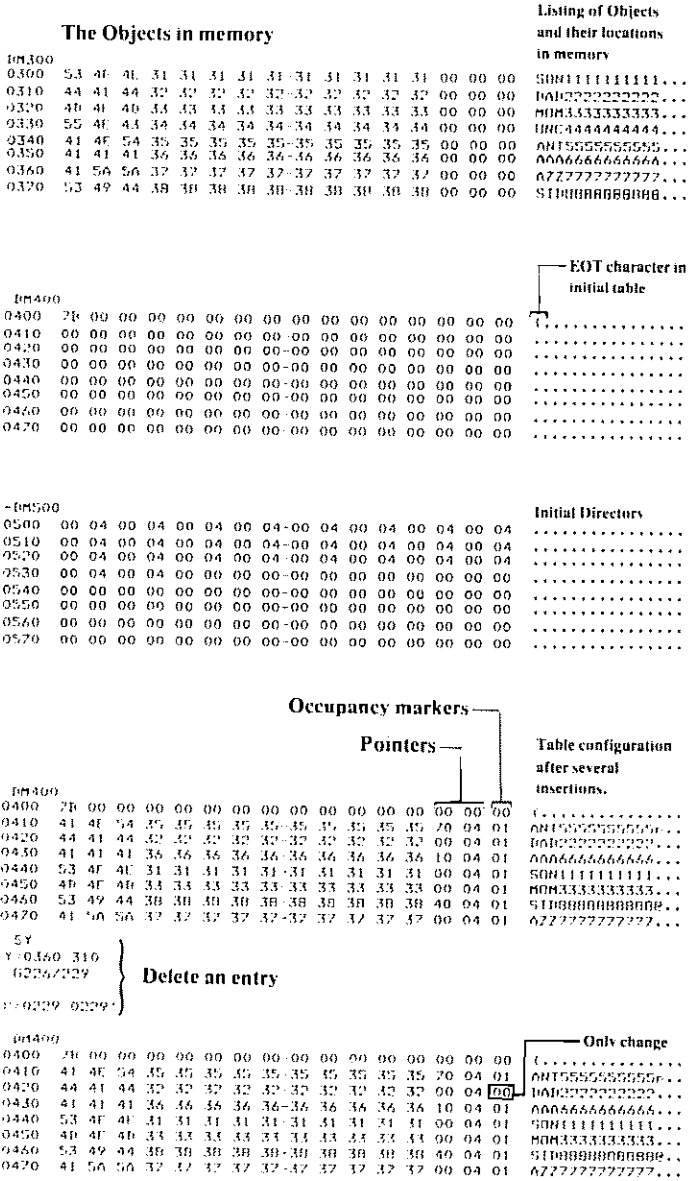 The Objects in memory
Listing of Objects
and their locations
in memory
DM300
0300 53 4F 4E 31 31 31 31 31-31 31 31 31 31 00 00 00 SON1111111111...
0310 44 41 44 32 32 32 32 32-32 32 32 32 32 00 00 00 DAD2222222222...
0320 4D 4F 4D 33 33 33 33 33 33 33 33 33 33 00 00 00 MOM3333333333...
0330 55 4E 43 34 34 34 34 34-34 34 34 34 34 00 00 00 UNC4444444444...
0340 41 4E 54 35 35 35 35 35-35 35 35 35 35 00 00 00 ANT5555555555...
0350 41 41 41 36 36 36 36 36-36 36 36 36 36 00 00 00 AAA6666666666...
0360 41 5A 5A 37 37 37 37 37-37 37 37 37 37 00 00 00 AZZ7777777777...
0370 53 49 44 38 38 38 38 38-38 38 38 38 38 00 00 00 SID8888888888...
EOT character in
initial table
DM400
0400 7B 00 00 00 00 00 00 00 00 00 00 00 00 00 00 00 {...............
0410 00 00 00 00 00 00 00 00-00 00 00 00 00 00 00 00 ................
0420 00 00 00 00 00 00 00 00-00 00 00 00 00 00 00 00 ................
0430 00 00 00 00 00 00 00 00-00 00 00 00 00 00 00 00 ................
0440 00 00 00 00 00 00 00 00-00 00 00 00 00 00 00 00 ................
0450 00 00 00 00 00 00 00 00-00 00 00 00 00 00 00 00 ................
0460 00 00 00 00 00 00 00 00-00 00 00 00 00 00 00 00 ................
0470 00 00 00 00 00 00 00 00-00 00 00 00 00 00 00 00 ................
-DM500
Initial Directory
0500 00 04 00 04 00 04 00 04-00 04 00 04 00 04 00 04 ................
0510 00 04 00 04 00 04 00 04-00 04 00 04 00 04 00 04 ................
0520 00 04 00 04 00 04 00 04-00 04 00 04 00 04 00 04 ................
0530 00 04 00 04 00 00 00 00-00 00 00 00 00 00 00 00 ................
0540 00 00 00 00 00 00 00 00-00 00 00 00 00 00 00 00 ................
0550 00 00 00 00 00 00 00 00-00 00 00 00 00 00 00 00 ................
0560 00 00 00 00 00 00 00 00-00 00 00 00 00 00 00 00 ................
0570 00 00 00 00 00 00 00 00-00 00 00 00 00 00 00 00 ................
Occupancy markers
Pointers
Table configuration
after several
insertions.
DM400
0400 7B 00 00 00 00 00 00 00 00 00 00 00 00 00 00 00 {...............
0410 41 4E 54 35 35 35 35 35-35 35 35 35 35 70 04 01 ANT5555555555p..
0420 44 41 44 32 32 32 32 32-32 32 32 32 32 00 04 01 DAD2222222222...
0430 41 41 41 36 36 36 36 36-36 36 36 36 36 10 04 01 AAA6666666666...
0440 53 4F 4E 31 31 31 31 31-31 31 31 31 31 00 04 01 SON1111111111...
0450 4D 4F 4D 33 33 33 33 33-33 33 33 33 33 00 04 01 MOM3333333333...
0460 53 49 44 38 38 38 38 38-38 38 38 38 38 40 04 01 SID8888888888@..
0470 41 5A 5A 37 37 37 37 37-37 37 37 37 37 00 04 01 AZZ7777777777...
SY
Y=0360 310
G226/229
Delete an entry
P=0229 0229'
DM400
Only change
0400 7B 00 00 00 00 00 00 00-00 00 00 00 00 00 00 00 {...............
0410 41 4E 54 35 35 35 35 35-35 35 35 35 35 70 04 01 ANT5555555555p..
0420 44 41 44 32 32 32 32 32-32 32 32 32 32 00 04 00 DAD2222222222...
0430 41 41 41 36 36 36 36 36-36 36 36 36 36 10 04 01 AAA6666666666...
0440 53 4F 4E 31 31 31 31 31-31 31 31 31 31 00 04 01 SON1111111111...
0450 4D 4F 4D 33 33 33 33 33-33 33 33 33 33 00 04 01 MOM3333333333...
0460 53 49 44 38 38 38 38 38-38 38 38 38 38 40 04 01 SID8888888888@..
0470 41 5A 5A 37 37 37 37 37-37 37 37 37 37 00 04 01 AZZ7777777777...